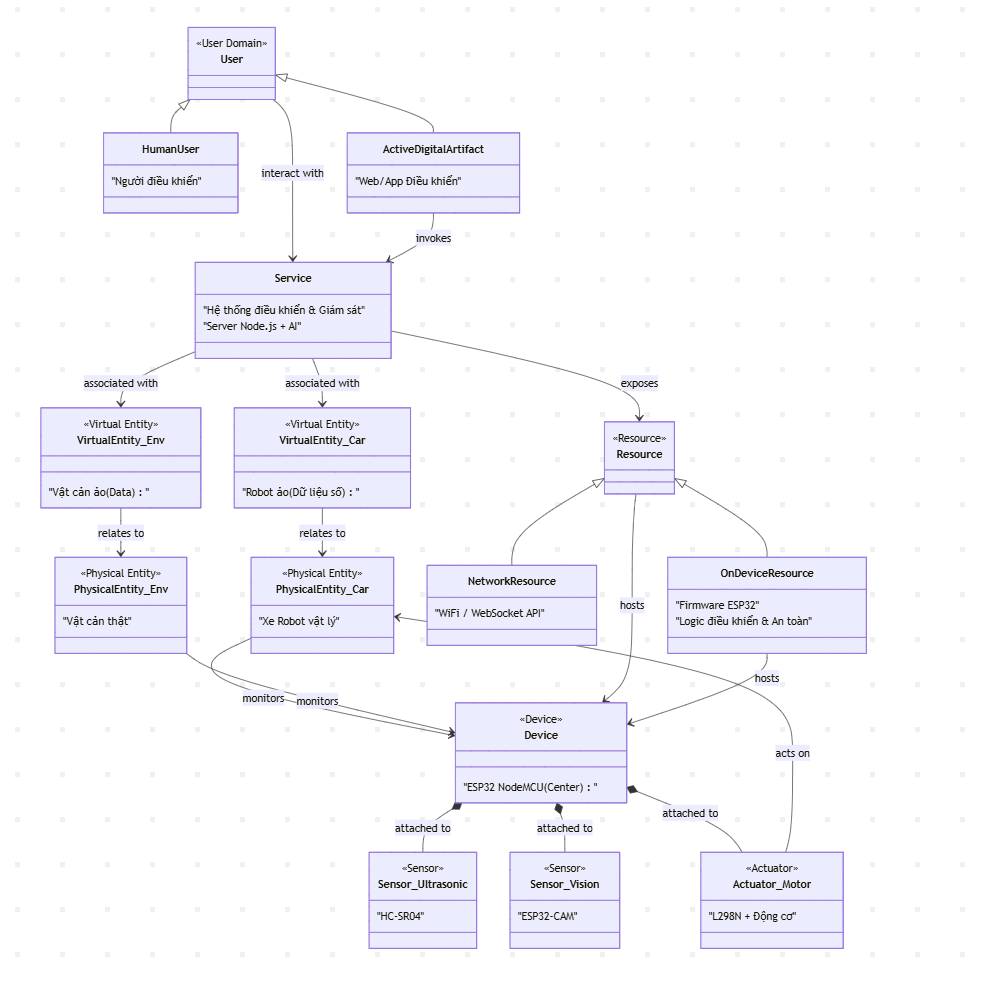 «User Domain»
User
HumanUser
"Người điều khiển"
ActiveDigitalArtifact
"Web/App Điều khiển"
interact with
invokes
Service
"Hệ thống điều khiển & Giám sát"
"Server Node.js + AI"
associated with
associated with
exposes
«Virtual Entity»
VirtualEntity_Env
"Vật cản ảo(Data) : "
«Virtual Entity»
VirtualEntity_Car
"Robot ảo(Dữ liệu số) : "
«Resource»
Resource
relates to
relates to
«Physical Entity»
PhysicalEntity_Env
"Vật cản thật"
«Physical Entity»
PhysicalEntity_Car
"Xe Robot vật lý"
NetworkResource
"WiFi / WebSocket API"
OnDeviceResource
"Firmware ESP32"
"Logic điều khiển & An toàn"
hosts
hosts
monitors
monitors
«Device»
Device
"ESP32 NodeMCU(Center) : "
acts on
attached to
attached to
attached to
«Sensor»
Sensor_Ultrasonic
"HC-SR04"
«Sensor»
Sensor_Vision
"ESP32-CAM"
«Actuator»
Actuator_Motor
"L298N + Động cơ"